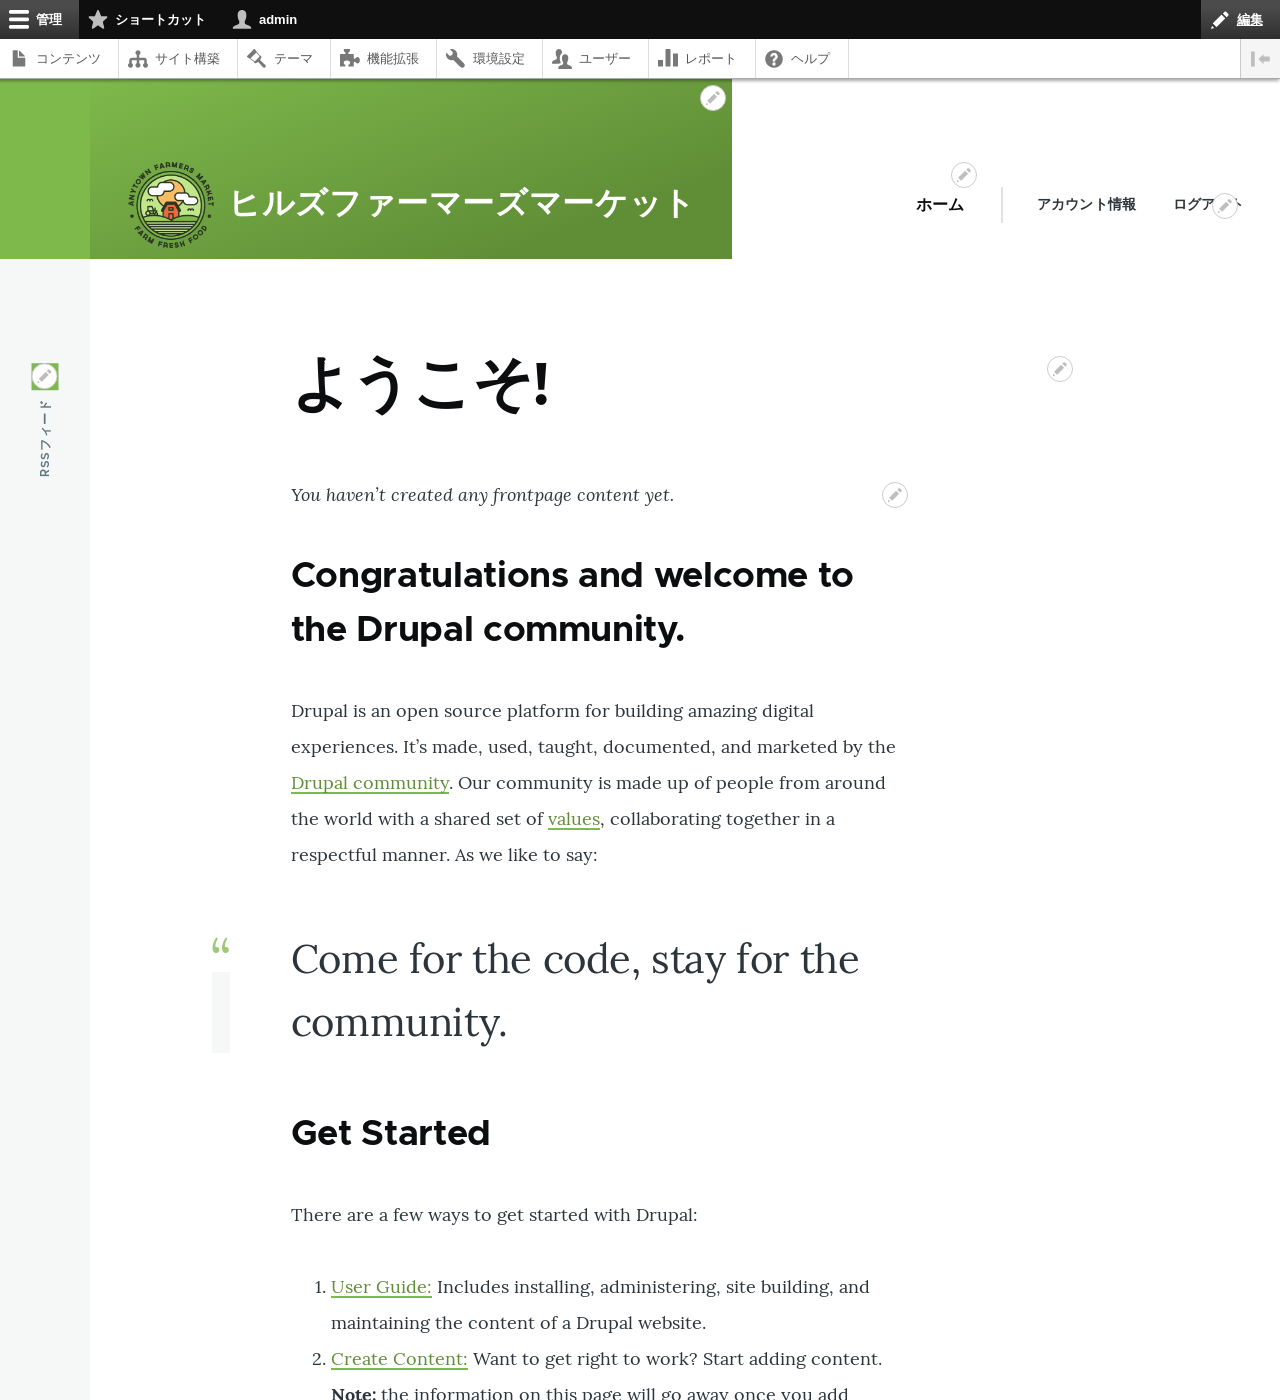 管理 ショートカット admin 編集
コンテンツ サイト構築 テーマ 機能拡張 環境設定 ユーザー レポート ヘルプ
ANYTOWN FARMERS MARKET
FARM FRESH FOOD
ヒルズファーマーズマーケット
ホーム アカウント情報 ログアウト
RSSフィード
ようこそ!
You haven’t created any frontpage content yet.
Congratulations and welcome to
the Drupal community.
Drupal is an open source platform for building amazing digital
experiences. It’s made, used, taught, documented, and marketed by the
Drupal community. Our community is made up of people from around
the world with a shared set of values, collaborating together in a
respectful manner. As we like to say:
“
Come for the code, stay for the
community.
Get Started
There are a few ways to get started with Drupal:
1. User Guide: Includes installing, administering, site building, and
maintaining the content of a Drupal website.
2. Create Content: Want to get right to work? Start adding content.
Note: the information on this page will go away once you add